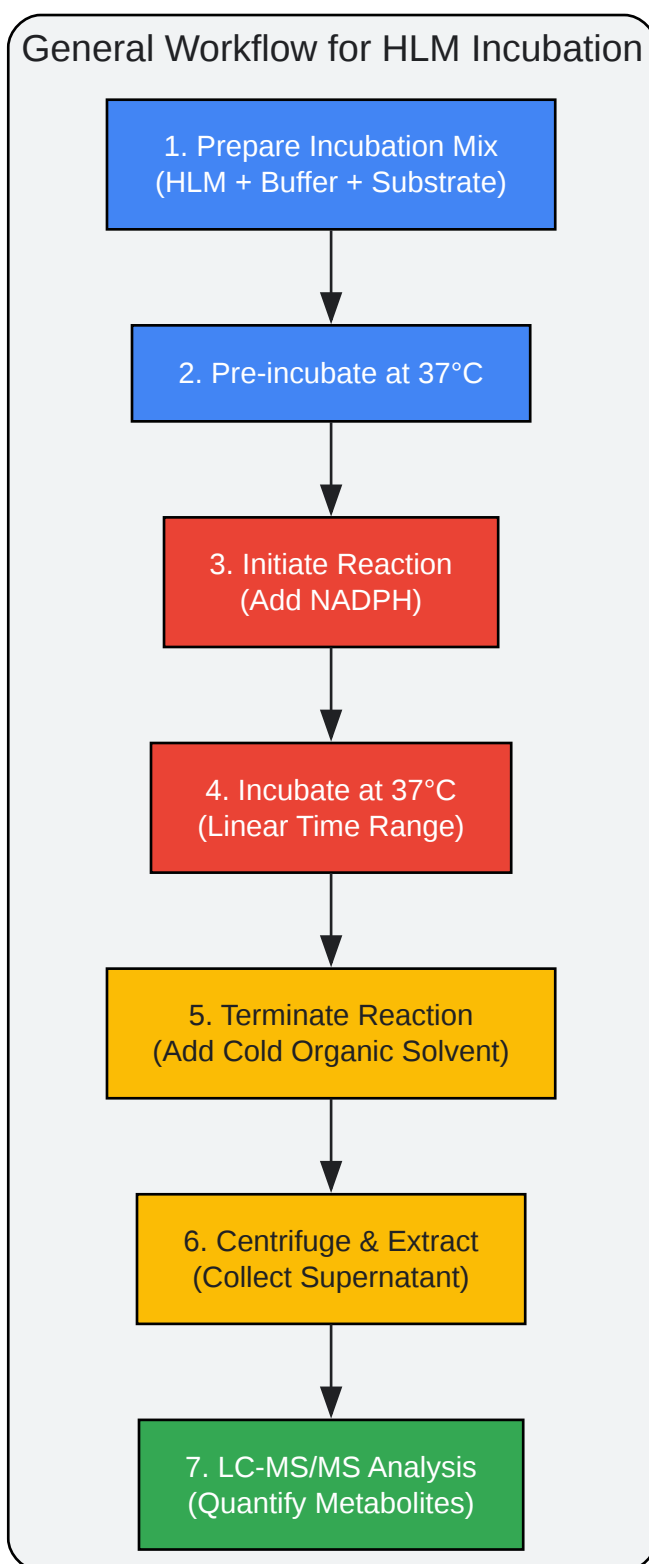 General Workflow for HLM Incubation
1. Prepare Incubation Mix
(HLM + Buffer + Substrate)
2. Pre-incubate at 37°C
3. Initiate Reaction
(Add NADPH)
4. Incubate at 37°C
(Linear Time Range)
5. Terminate Reaction
(Add Cold Organic Solvent)
6. Centrifuge & Extract
(Collect Supernatant)
7. LC-MS/MS Analysis
(Quantify Metabolites)